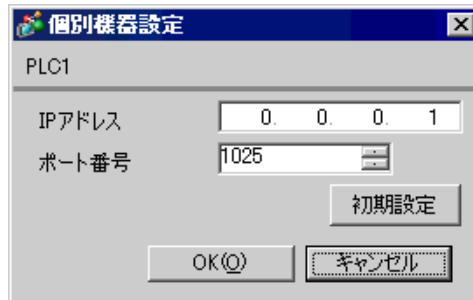 個別機器設定
PLC1
IPアドレス 0. 0. 0. 1
ポート番号 1025
初期設定
OK(O) キャンセル